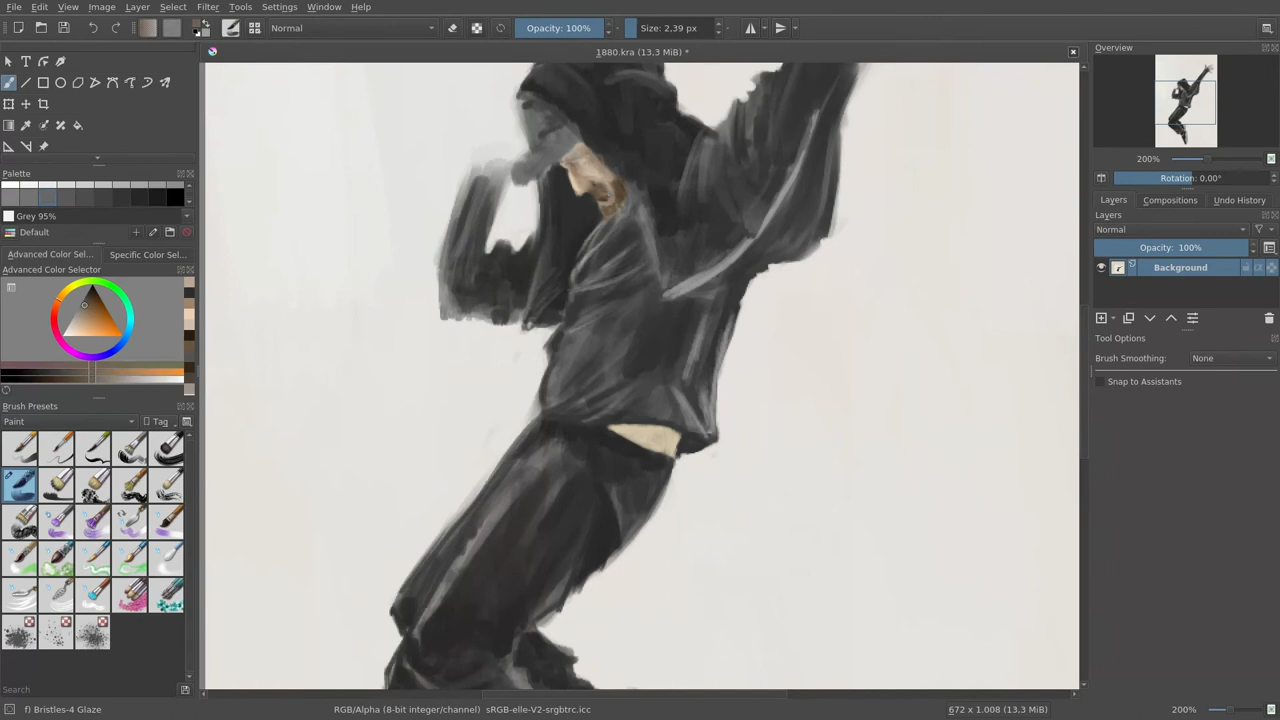 File Edit View Image Layer Select Filter Tools Settings Window Help
Normal Opacity: 100% Size: 2,39 px
1880.kra (13,3 MiB) *
Overview
200%
Rotation: 0,00°
Palette
Grey 95%
Default
Advanced Color Sel... Specific Color Sel...
Advanced Color Selector
Brush Presets
Paint Tag
Search
Layers Compositions Undo History
Layers
Normal
Opacity: 100%
Background
Tool Options
Brush Smoothing: None
Snap to Assistants
f) Bristles-4 Glaze RGB/Alpha (8-bit integer/channel) sRGB-elle-V2-srgbtrc.icc 672 x 1.008 (13,3 MiB) 200%